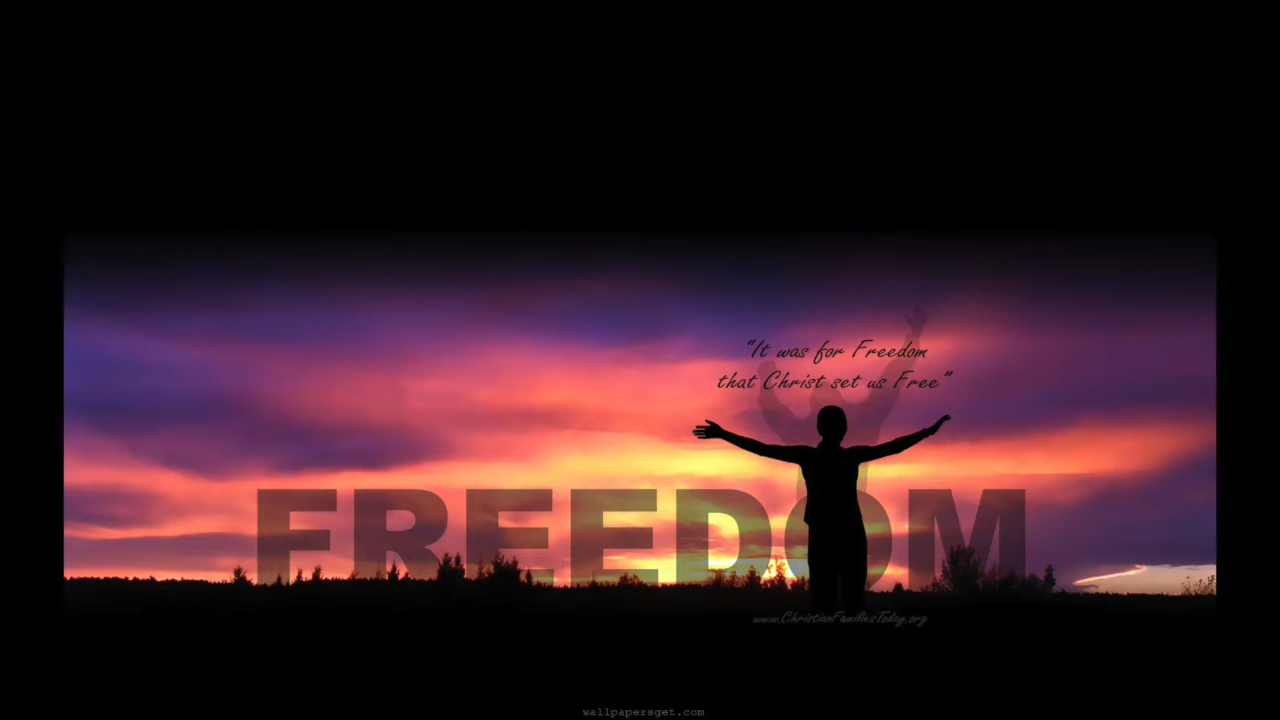 "It was for Freedom
that Christ set us Free"
FREEDOM
www.ChristianFamiliesToday.org
wallpapersget.com